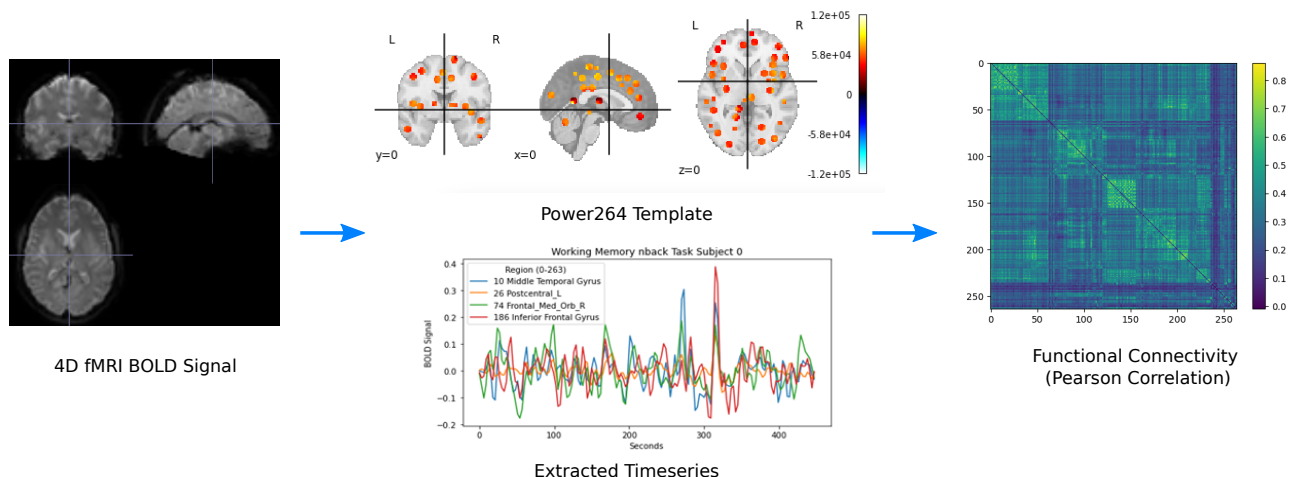 4D fMRI BOLD Signal
L R
y=0
x=0
L R
z=0
1.2e+05
5.8e+04
0
-5.8e+04
-1.2e+05
Power264 Template
Working Memory nback Task Subject 0
Region (0-263)
10 Middle Temporal Gyrus
26 Postcentral_L
74 Frontal_Med_Orb_R
186 Inferior Frontal Gyrus
BOLD Signal
0.4
0.3
0.2
0.1
0.0
−0.1
−0.2
0 100 200 300 400
Seconds
Extracted Timeseries
0
50
100
150
200
250
0 50 100 150 200 250
0.8
0.7
0.6
0.5
0.4
0.3
0.2
0.1
0.0
Functional Connectivity
(Pearson Correlation)